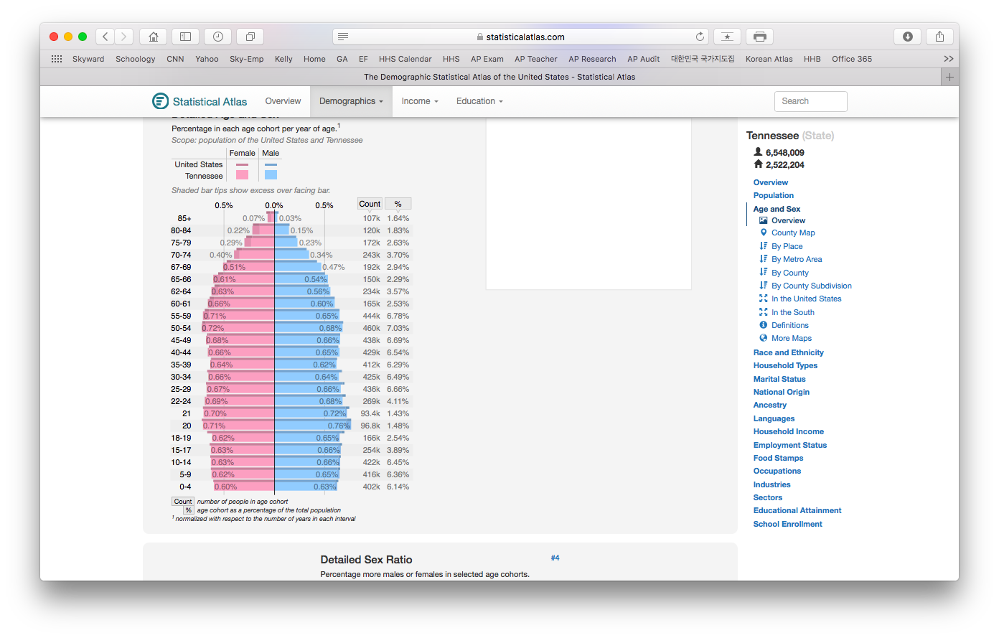 statisticalatlas.com
Skyward Schoology CNN Yahoo Sky-Emp Kelly Home GA EF HHS Calendar HHS AP Exam AP Teacher AP Research AP Audit 대한민국 국가지도집 Korean Atlas HHB Office 365
The Demographic Statistical Atlas of the United States - Statistical Atlas
Statistical Atlas Overview Demographics Income Education Search
Detailed Age and Sex
Percentage in each age cohort per year of age.1
Scope: population of the United States and Tennessee
Female Male
United States
Tennessee
Shaded bar tips show excess over facing bar.
0.5% 0.0% 0.5% Count %
85+ 0.07% 0.03% 107k 1.64%
80-84 0.22% 0.15% 120k 1.83%
75-79 0.29% 0.23% 172k 2.63%
70-74 0.40% 0.34% 243k 3.70%
67-69 0.51% 0.47% 192k 2.94%
65-66 0.61% 0.54% 150k 2.29%
62-64 0.63% 0.56% 234k 3.57%
60-61 0.66% 0.60% 165k 2.53%
55-59 0.71% 0.65% 444k 6.78%
50-54 0.72% 0.68% 460k 7.03%
45-49 0.68% 0.66% 438k 6.69%
40-44 0.66% 0.65% 429k 6.54%
35-39 0.64% 0.62% 412k 6.29%
30-34 0.66% 0.64% 425k 6.49%
25-29 0.67% 0.66% 436k 6.66%
22-24 0.69% 0.68% 269k 4.11%
21 0.70% 0.72% 93.4k 1.43%
20 0.71% 0.76% 96.8k 1.48%
18-19 0.62% 0.65% 166k 2.54%
15-17 0.63% 0.66% 254k 3.89%
10-14 0.63% 0.66% 422k 6.45%
5-9 0.62% 0.65% 416k 6.36%
0-4 0.60% 0.63% 402k 6.14%
Count number of people in age cohort
% age cohort as a percentage of the total population
1 normalized with respect to the number of years in each interval
Detailed Sex Ratio #4
Percentage more males or females in selected age cohorts.
Tennessee (State)
6,548,009
2,522,204
Overview
Population
Age and Sex
Overview
County Map
By Place
By Metro Area
By County
By County Subdivision
In the United States
In the South
Definitions
More Maps
Race and Ethnicity
Household Types
Marital Status
National Origin
Ancestry
Languages
Household Income
Employment Status
Food Stamps
Occupations
Industries
Sectors
Educational Attainment
School Enrollment